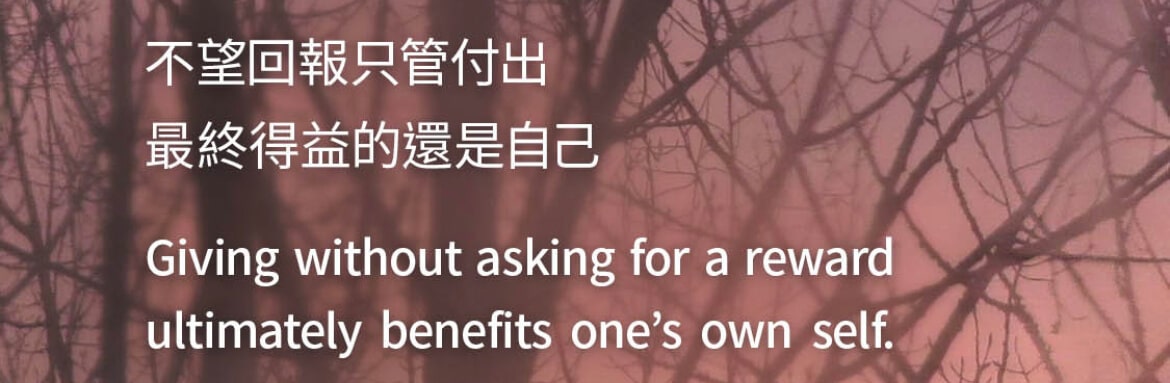 不望回報只管付出
最終得益的還是自己
Giving without asking for a reward
ultimately benefits one’s own self.